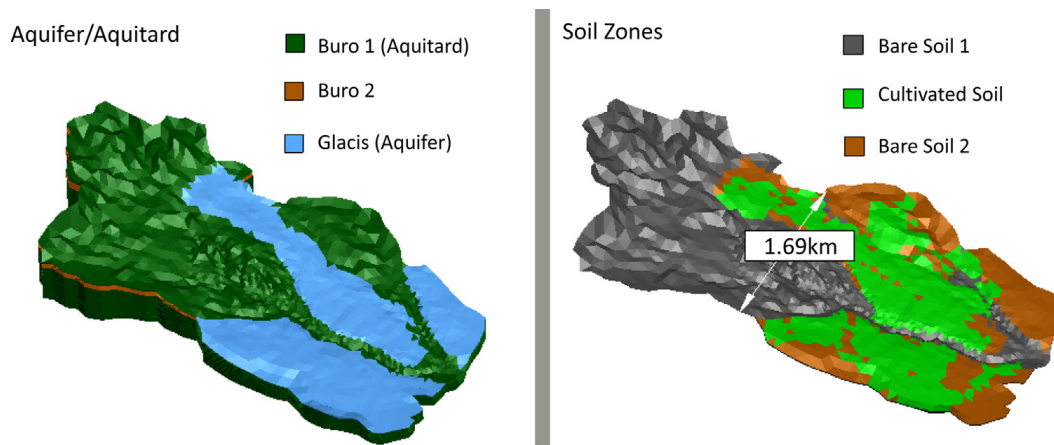 Aquifer/Aquitard
Buro 1 (Aquitard)
Buro 2
Glacis (Aquifer)
Soil Zones
Bare Soil 1
Cultivated Soil
Bare Soil 2
1.69km